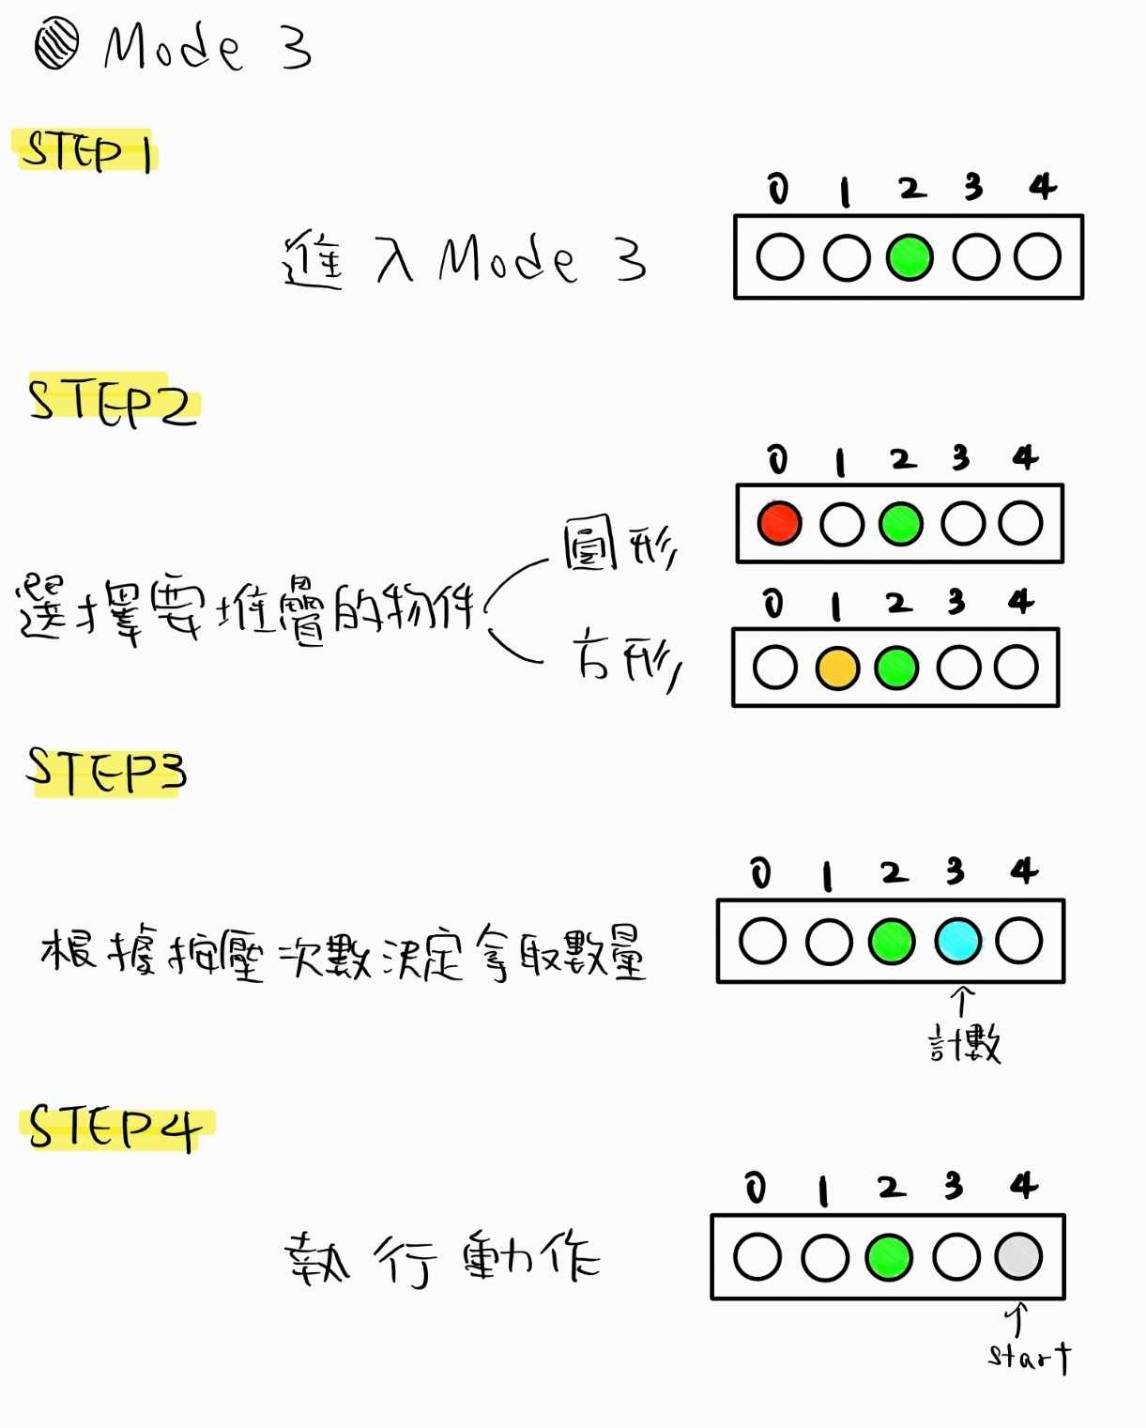 Mode 3
STEP 1
0 1 2 3 4
進入 Mode 3
STEP2
0 1 2 3 4
圓形
選擇要堆疊的物件
0 1 2 3 4
方形
STEP3
0 1 2 3 4
根據按壓次數決定拿取數量
計數
STEP4
0 1 2 3 4
執行動作
start